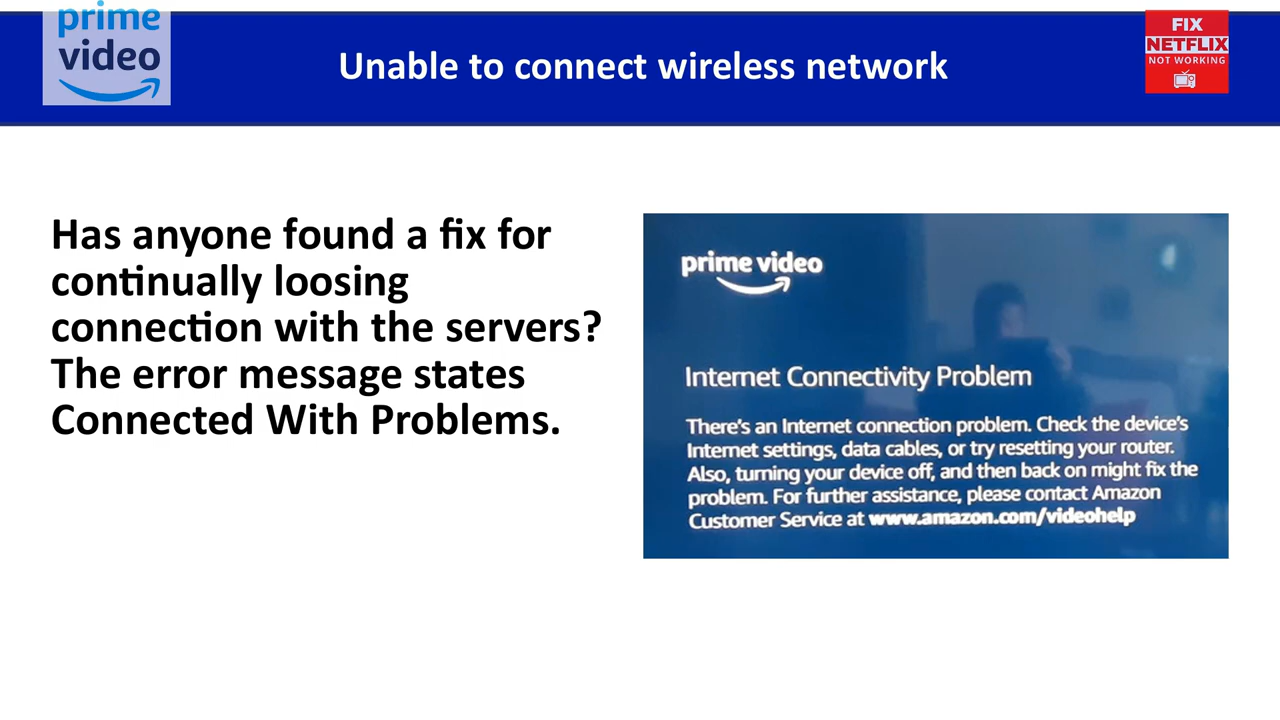 prime
video
Unable to connect wireless network
FIX
NETFLIX
NOT WORKING
Has anyone found a fix for
continually loosing
connection with the servers?
The error message states
Connected With Problems.
prime video
Internet Connectivity Problem
There's an Internet connection problem. Check the device's
Internet settings, data cables, or try resetting your router.
Also, turning your device off, and then back on might fix the
problem. For further assistance, please contact Amazon
Customer Service at www.amazon.com/videohelp